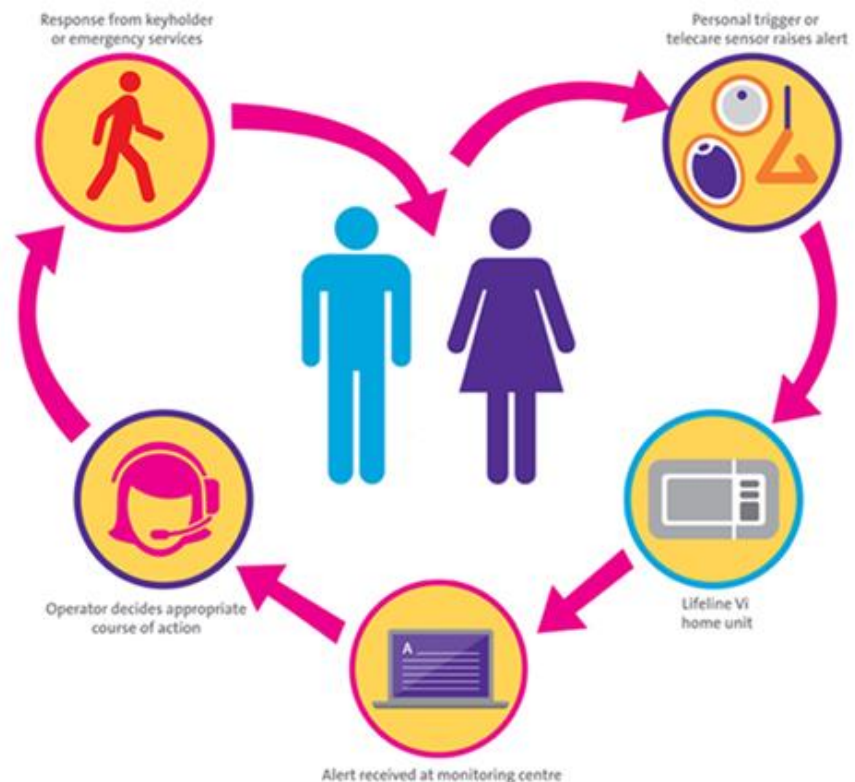 Response from keyholder
or emergency services
Personal trigger or
telecare sensor raises alert
Lifeline Vi
home unit
A
Alert received at monitoring centre
Operator decides appropriate
course of action